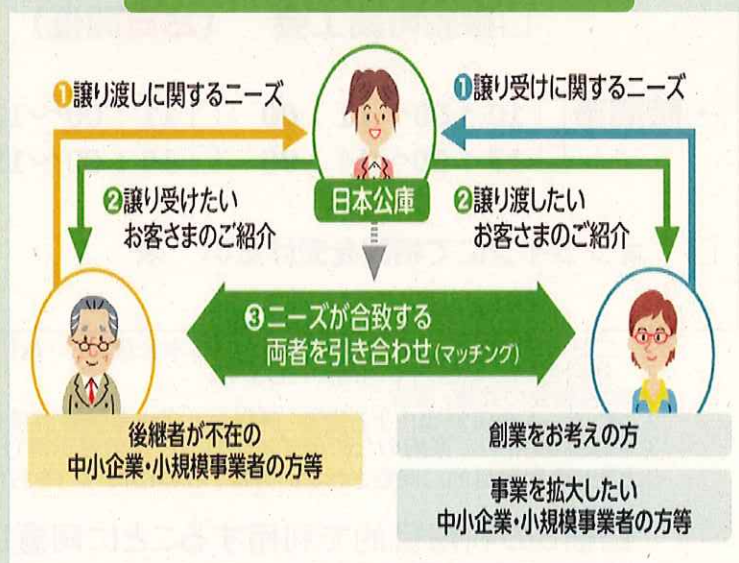 ❶譲り渡しに関するニーズ
❶譲り受けに関するニーズ
❷譲り受けたい
お客さまのご紹介
日本公庫
❷譲り渡したい
お客さまのご紹介
❸ニーズが合致する
両者を引き合わせ(マッチング)
後継者が不在の
中小企業・小規模事業者の方等
創業をお考えの方
事業を拡大したい
中小企業・小規模事業者の方等